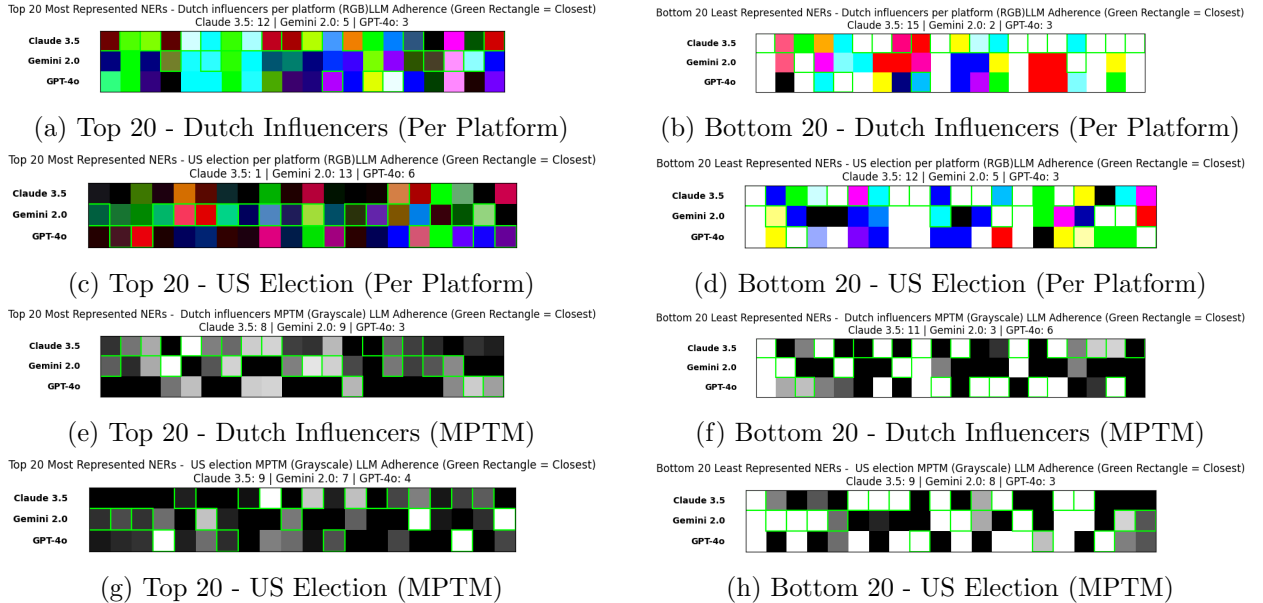 Top 20 Most Represented NERs - Dutch influencers per platform (RGB)LLM Adherence (Green Rectangle = Closest)
Claude 3.5: 12 | Gemini 2.0: 5 | GPT-4o: 3
Claude 3.5
Gemini 2.0
GPT-4o
(a) Top 20 - Dutch Influencers (Per Platform)
Bottom 20 Least Represented NERs - Dutch influencers per platform (RGB)LLM Adherence (Green Rectangle = Closest)
Claude 3.5: 15 | Gemini 2.0: 2 | GPT-4o: 3
Claude 3.5
Gemini 2.0
GPT-4o
(b) Bottom 20 - Dutch Influencers (Per Platform)
Top 20 Most Represented NERs - US election per platform (RGB)LLM Adherence (Green Rectangle = Closest)
Claude 3.5: 1 | Gemini 2.0: 13 | GPT-4o: 6
Claude 3.5
Gemini 2.0
GPT-4o
(c) Top 20 - US Election (Per Platform)
Bottom 20 Least Represented NERs - US election per platform (RGB)LLM Adherence (Green Rectangle = Closest)
Claude 3.5: 12 | Gemini 2.0: 5 | GPT-4o: 3
Claude 3.5
Gemini 2.0
GPT-4o
(d) Bottom 20 - US Election (Per Platform)
Top 20 Most Represented NERs - Dutch influencers MPTM (Grayscale) LLM Adherence (Green Rectangle = Closest)
Claude 3.5: 8 | Gemini 2.0: 9 | GPT-4o: 3
Claude 3.5
Gemini 2.0
GPT-4o
(e) Top 20 - Dutch Influencers (MPTM)
Bottom 20 Least Represented NERs - Dutch influencers MPTM (Grayscale) LLM Adherence (Green Rectangle = Closest)
Claude 3.5: 11 | Gemini 2.0: 3 | GPT-4o: 6
Claude 3.5
Gemini 2.0
GPT-4o
(f) Bottom 20 - Dutch Influencers (MPTM)
Top 20 Most Represented NERs - US election MPTM (Grayscale) LLM Adherence (Green Rectangle = Closest)
Claude 3.5: 9 | Gemini 2.0: 7 | GPT-4o: 4
Claude 3.5
Gemini 2.0
GPT-4o
(g) Top 20 - US Election (MPTM)
Bottom 20 Least Represented NERs - US election MPTM (Grayscale) LLM Adherence (Green Rectangle = Closest)
Claude 3.5: 9 | Gemini 2.0: 8 | GPT-4o: 3
Claude 3.5
Gemini 2.0
GPT-4o
(h) Bottom 20 - US Election (MPTM)